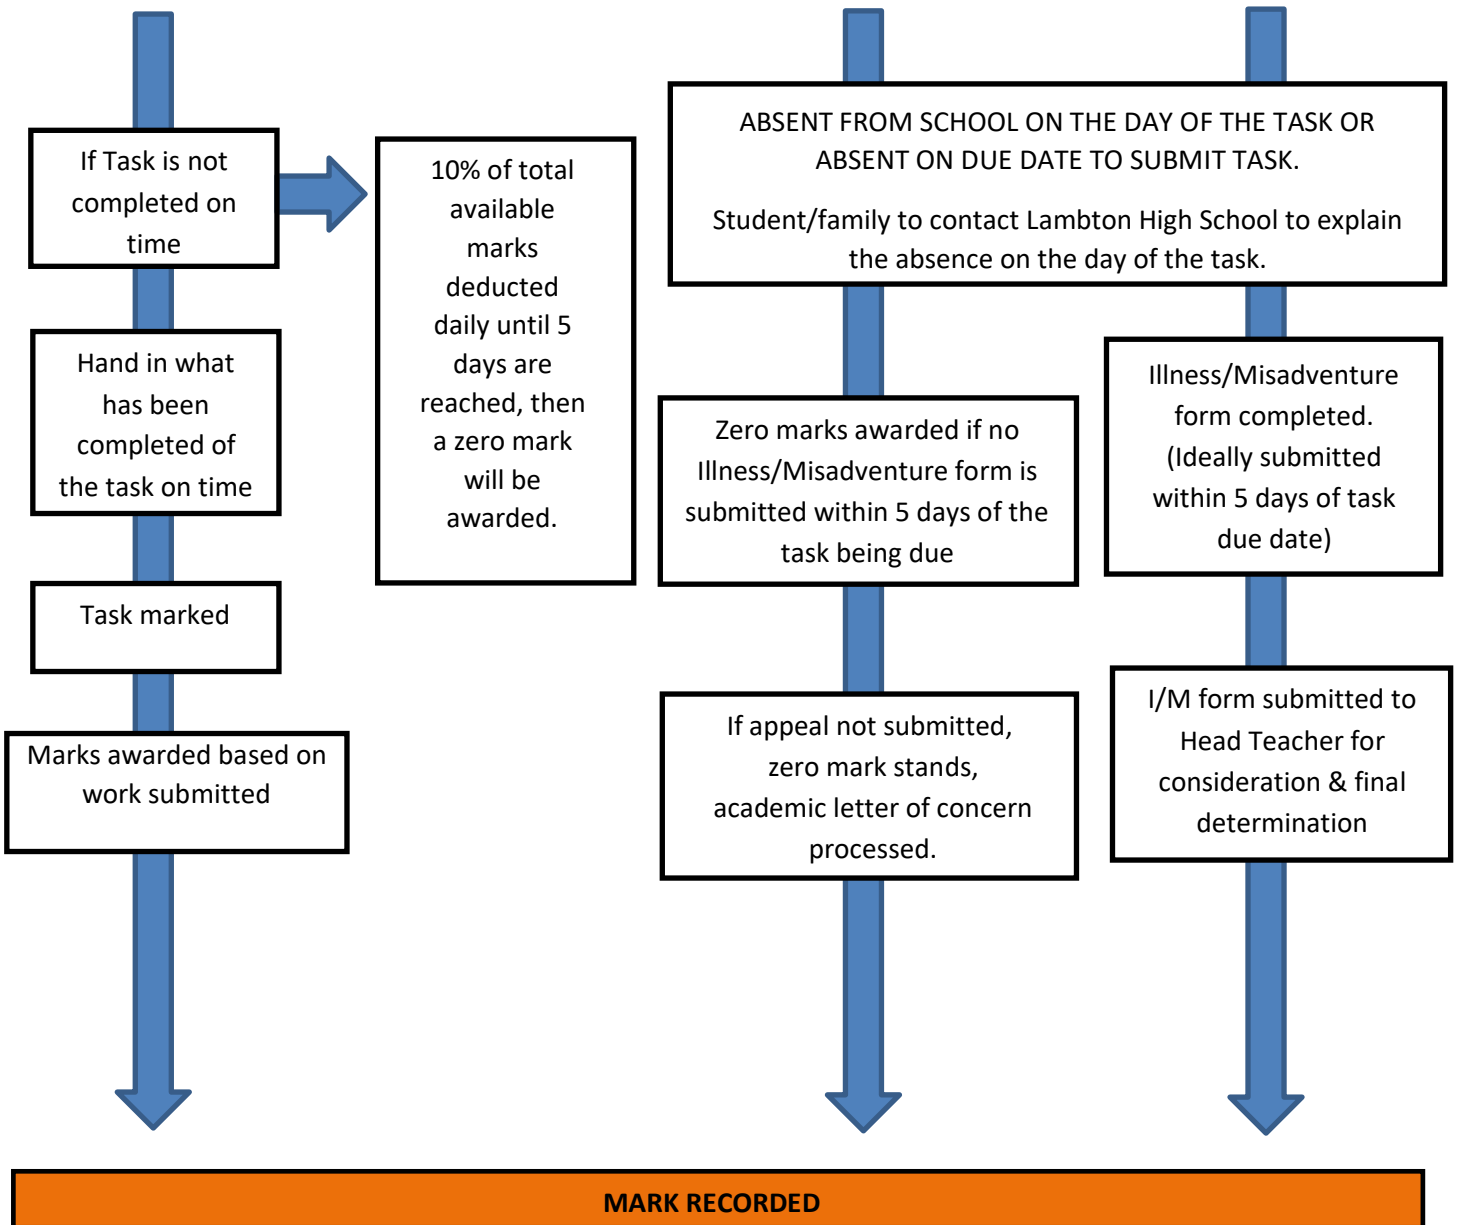 If Task is not
completed on
time
Hand in what
has been
completed of
the task on time
Task marked
Marks awarded based on
work submitted
10% of total
available
marks
deducted
daily until 5
days are
reached, then
a zero mark
will be
awarded.
ABSENT FROM SCHOOL ON THE DAY OF THE TASK OR
ABSENT ON DUE DATE TO SUBMIT TASK.
Student/family to contact Lambton High School to explain
the absence on the day of the task.
Zero marks awarded if no
Illness/Misadventure form is
submitted within 5 days of the
task being due
If appeal not submitted,
zero mark stands,
academic letter of concern
processed.
Illness/Misadventure
form completed.
(Ideally submitted
within 5 days of task
due date)
I/M form submitted to
Head Teacher for
consideration & final
determination
MARK RECORDED